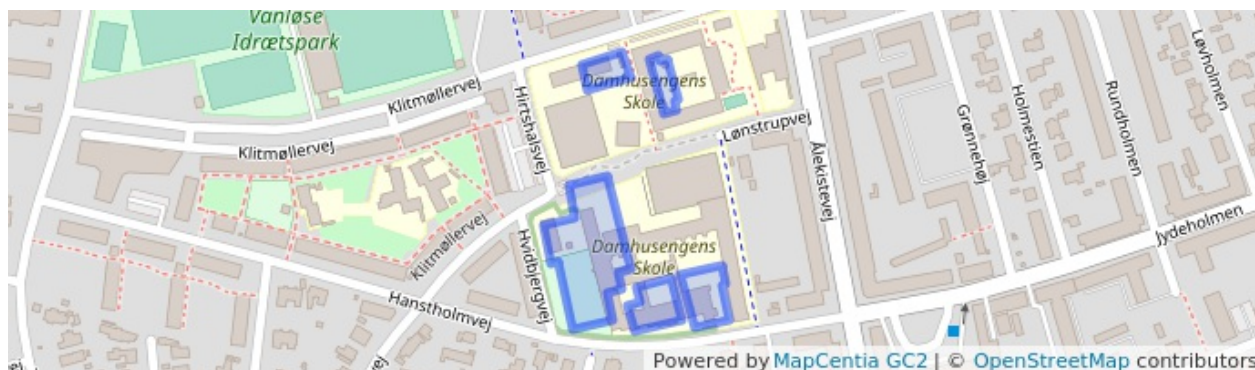 Vanløse
Idrætspark
Klitmøllervej
Klitmøllervej
Hirtshalsvej
Damhusengens
Skole
Lønstrupvej
Ålekistevej
Grønnehøj
Holmestien
Rundholmen
Løvholmen
Jydeholmen
Klitmøllervej
Hvidbjergvej
Damhusengens
Skole
Hanstholmvej
Powered by MapCentia GC2 | © OpenStreetMap contributors